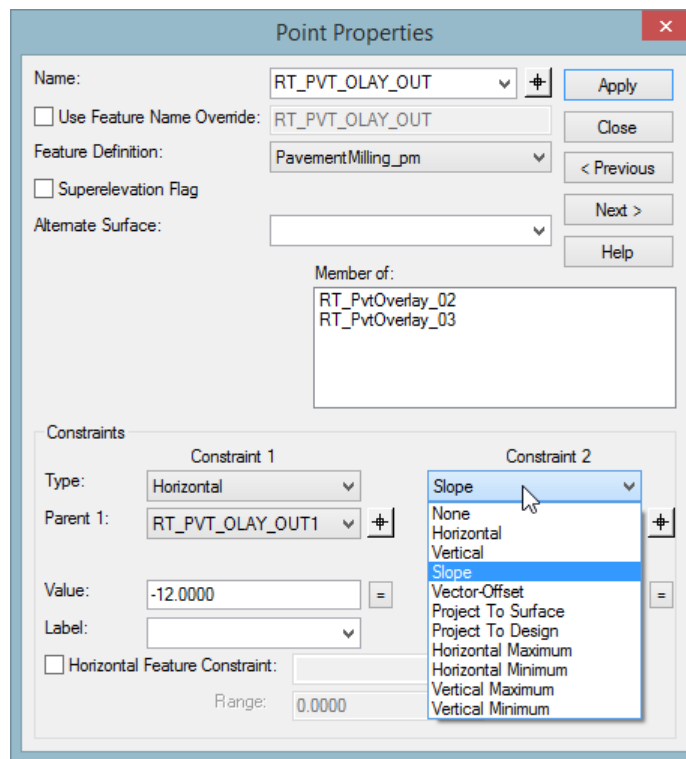 Point Properties
Name: RT_PVT_OLAY_OUT Apply
Use Feature Name Override: RT_PVT_OLAY_OUT Close
Feature Definition: PavementMilling_pm < Previous
Superelevation Flag
Next >
Alternate Surface:
Help
Member of:
RT_PvtOverlay_02
RT_PvtOverlay_03
Constraints
Constraint 1 Constraint 2
Type: Horizontal Slope
None
Parent 1: RT_PVT_OLAY_OUT1
Horizontal
Vertical
Slope
Value: -12.0000 = Vector-Offset =
Project To Surface
Label: Project To Design
Horizontal Maximum
Horizontal Feature Constraint: Horizontal Minimum
Vertical Maximum
Range: 0.0000 Vertical Minimum